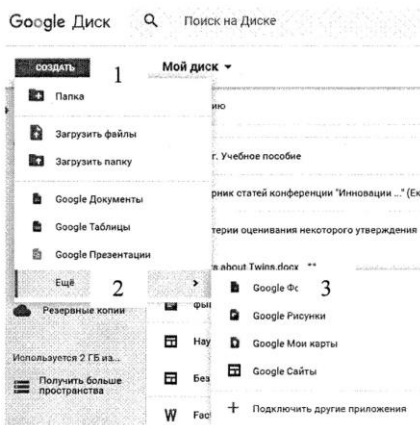 Google Диск
Поиск на Диске
СОЗДАТЬ
1
Мой диск
Папка
Загрузить файлы
г. Учебное пособие
Загрузить папку
рник статей конференции "Инновации ..." (Ек
Google Документы
Google Таблицы
терии оценивания некоторого утверждения
Google Презентации
about Twins.docx
Ещё
2
Google Фо
3
Резервные копии
Google Рисунки
Нау
Google Мои карты
Используется 2 ГБ из...
Без
Google Сайты
Получить больше
пространства
Fac
Подключить другие приложения